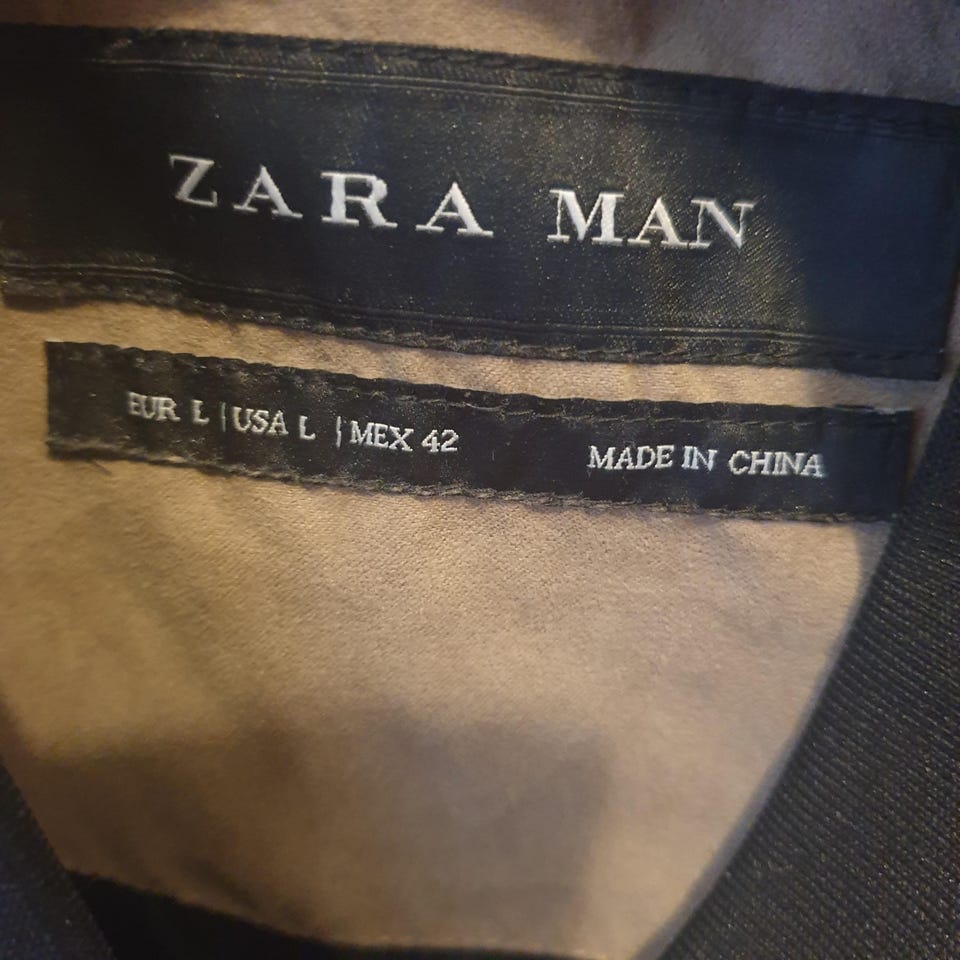 ZARA MAN
EUR L | USA L | MEX 42 MADE IN CHINA